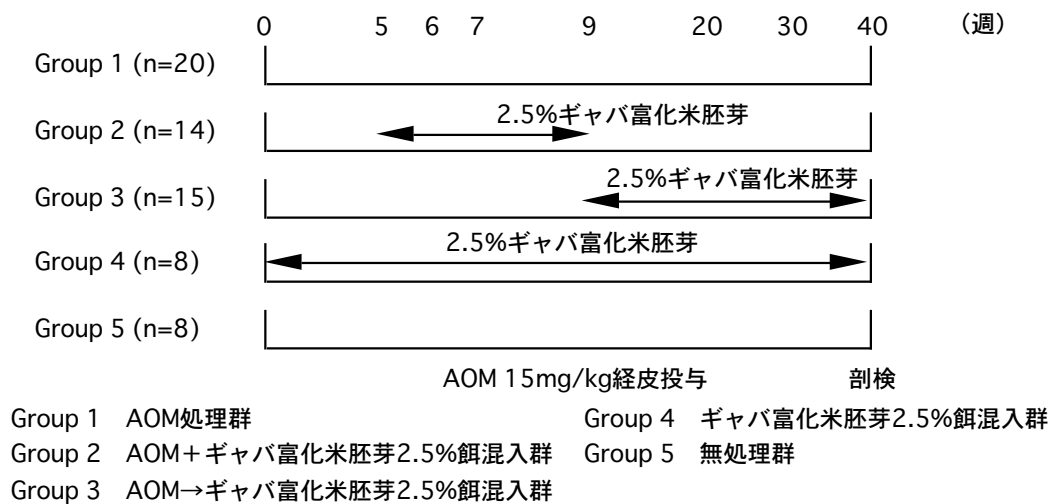 0 5 6 7 9 20 30 40 （週）
Group 1 (n=20)
2.5%ギャバ富化米胚芽
Group 2 (n=14)
2.5%ギャバ富化米胚芽
Group 3 (n=15)
2.5%ギャバ富化米胚芽
Group 4 (n=8)
Group 5 (n=8)
AOM 15mg/kg経皮投与 剖検
Group 1 AOM処理群 Group 4 ギャバ富化米胚芽2.5%餌混入群
Group 2 AOM＋ギャバ富化米胚芽2.5%餌混入群 Group 5 無処理群
Group 3 AOM→ギャバ富化米胚芽2.5%餌混入群